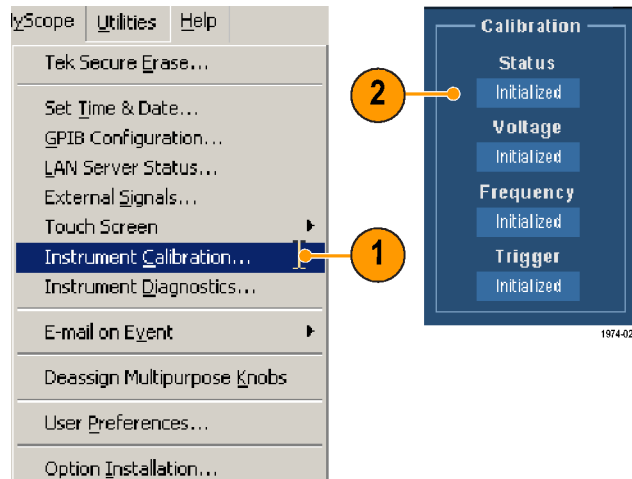 yScope Utilities Help
Tek Secure Erase...
Set Time & Date...
GPIB Configuration...
LAN Server Status...
External Signals...
Touch Screen
Instrument Calibration...
Instrument Diagnostics...
E-mail on Event
Deassign Multipurpose Knobs
User Preferences...
Option Installation...
1
2
Calibration
Status
Initialized
Voltage
Initialized
Frequency
Initialized
Trigger
Initialized
1974-02